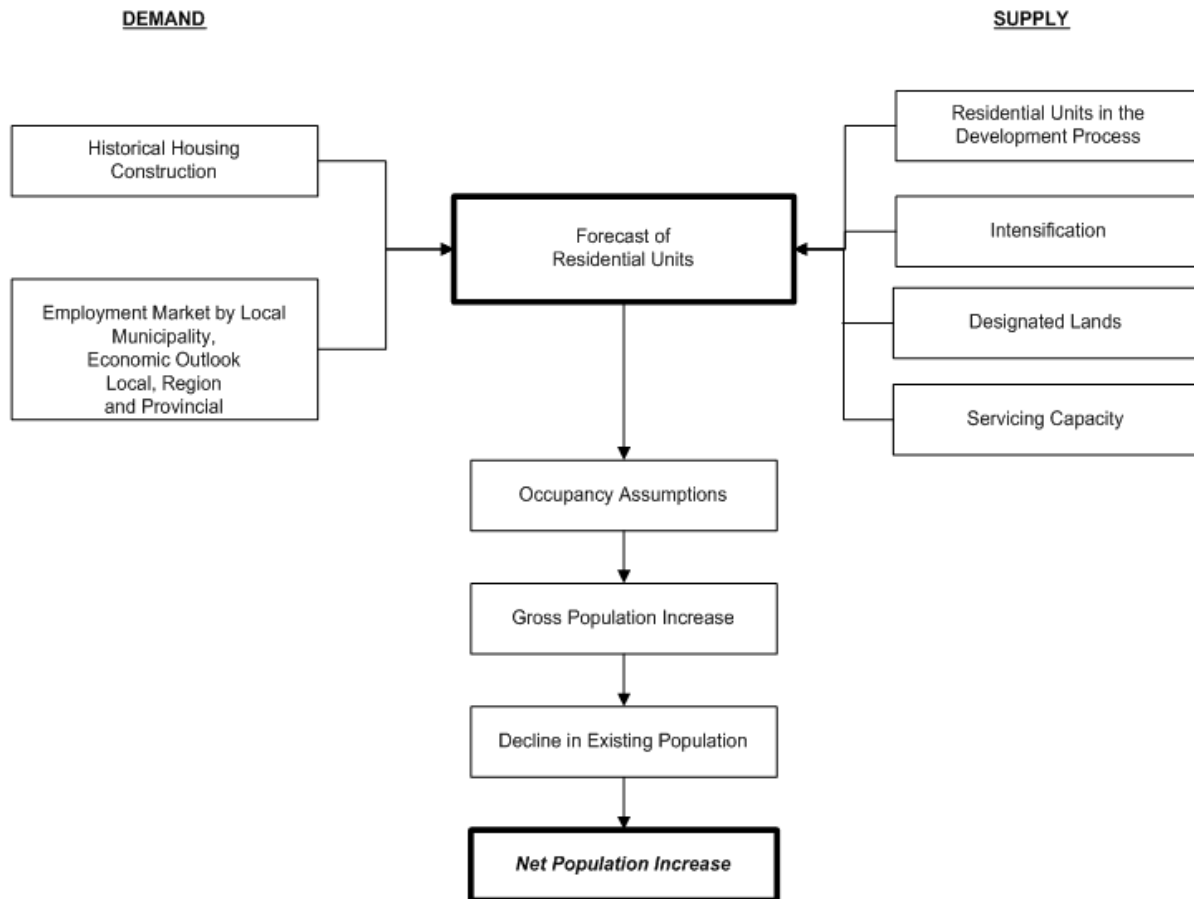 DEMAND
SUPPLY
Historical Housing
Construction
Employment Market by Local
Municipality,
Economic Outlook
Local, Region
and Provincial
Forecast of
Residential Units
Residential Units in the
Development Process
Intensification
Designated Lands
Servicing Capacity
Occupancy Assumptions
Gross Population Increase
Decline in Existing Population
Net Population Increase